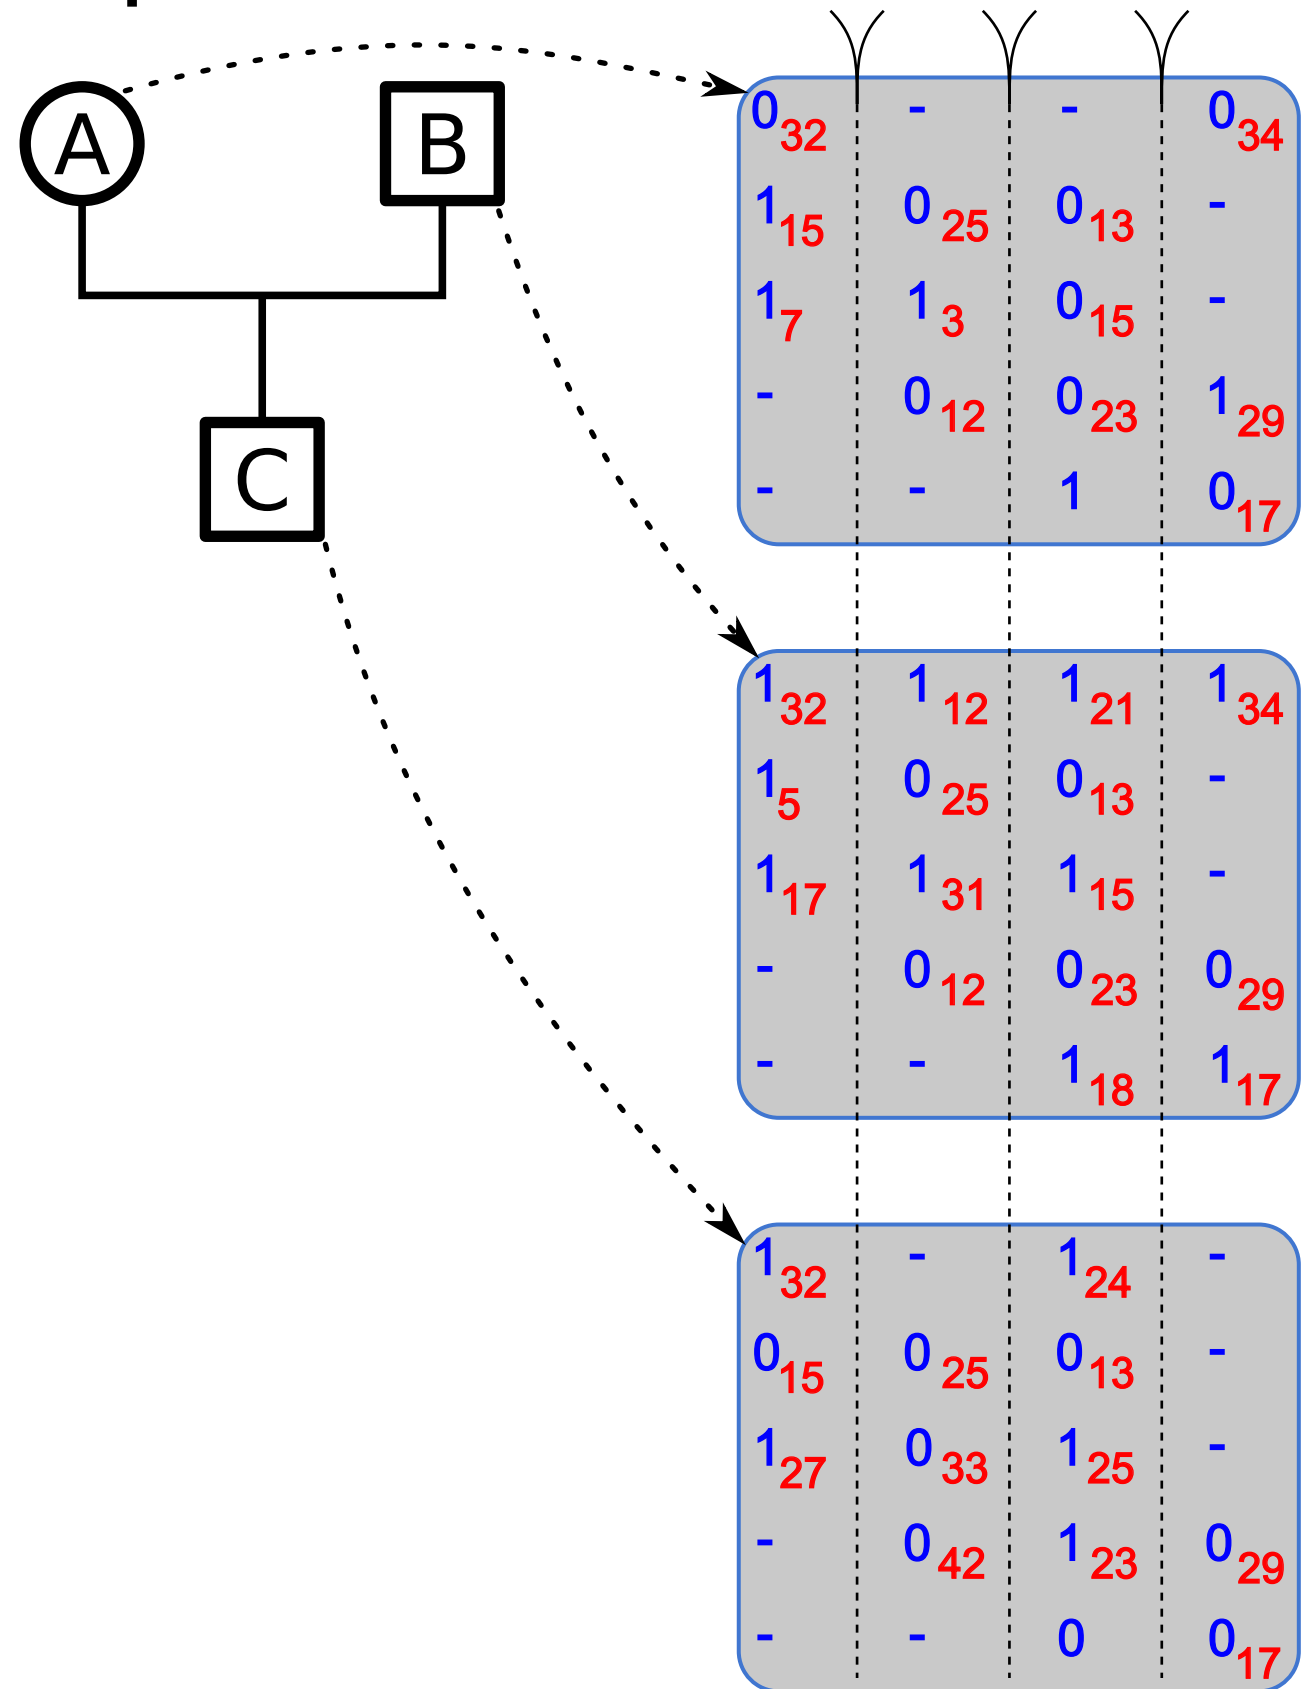 A
B
C
0 32 - - 0 34
1 15 0 25 0 13 -
1 7 1 3 0 15 -
- 0 12 0 23 1 29
- - 1 0 17
1 32 1 12 1 21 1 34
1 5 0 25 0 13 -
1 17 1 31 1 15 -
- 0 12 0 23 0 29
- - 1 18 1 17
1 32 - 1 24 -
0 15 0 25 0 13 -
1 27 0 33 1 25 -
- 0 42 1 23 0 29
- - 0 0 17